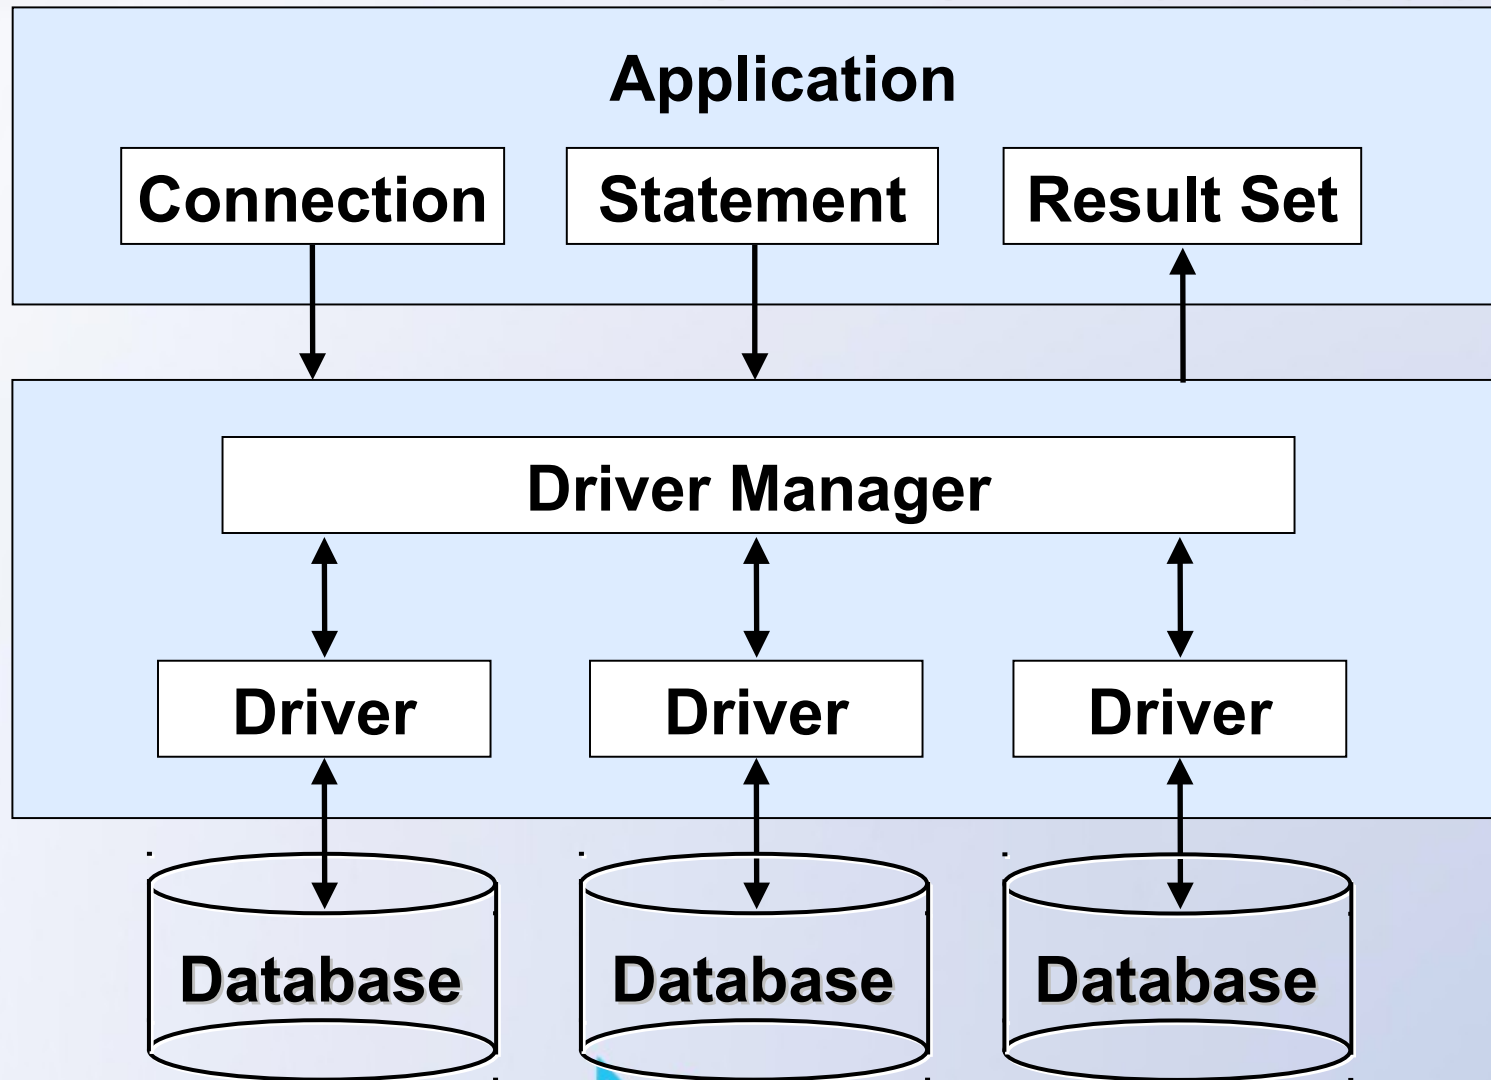 Application
Connection Statement Result Set
Driver Manager
Driver Driver Driver
Database Database Database